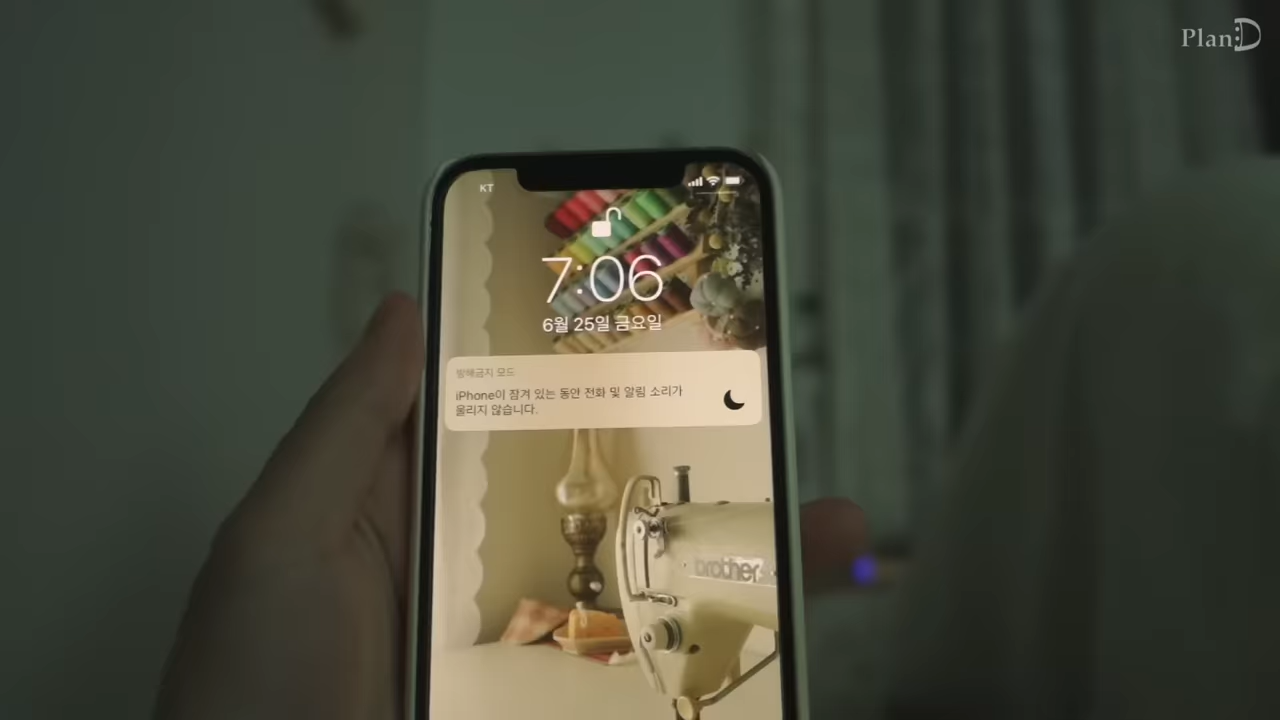 Plan:D
KT
7:06
6월 25일 금요일
방해금지 모드
iPhone이 잠겨 있는 동안 전화 및 알림 소리가
울리지 않습니다.
brother